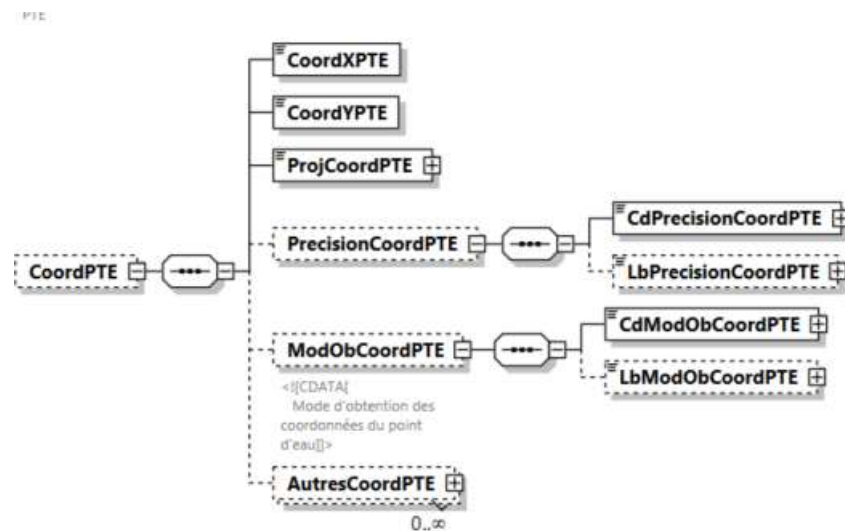 PTE
CoordXPTE
CoordYPTE
ProjCoordPTE
CdPrecisionCoordPTE
PrecisionCoordPTE
LbPrecisionCoordPTE
CoordPTE
CdModObCoordPTE
ModObCoordPTE
LbModObCoordPTE
<![CDATA[
Mode d'obtention des
coordonnées du point
d'eau]]>
AutresCoordPTE
0..∞